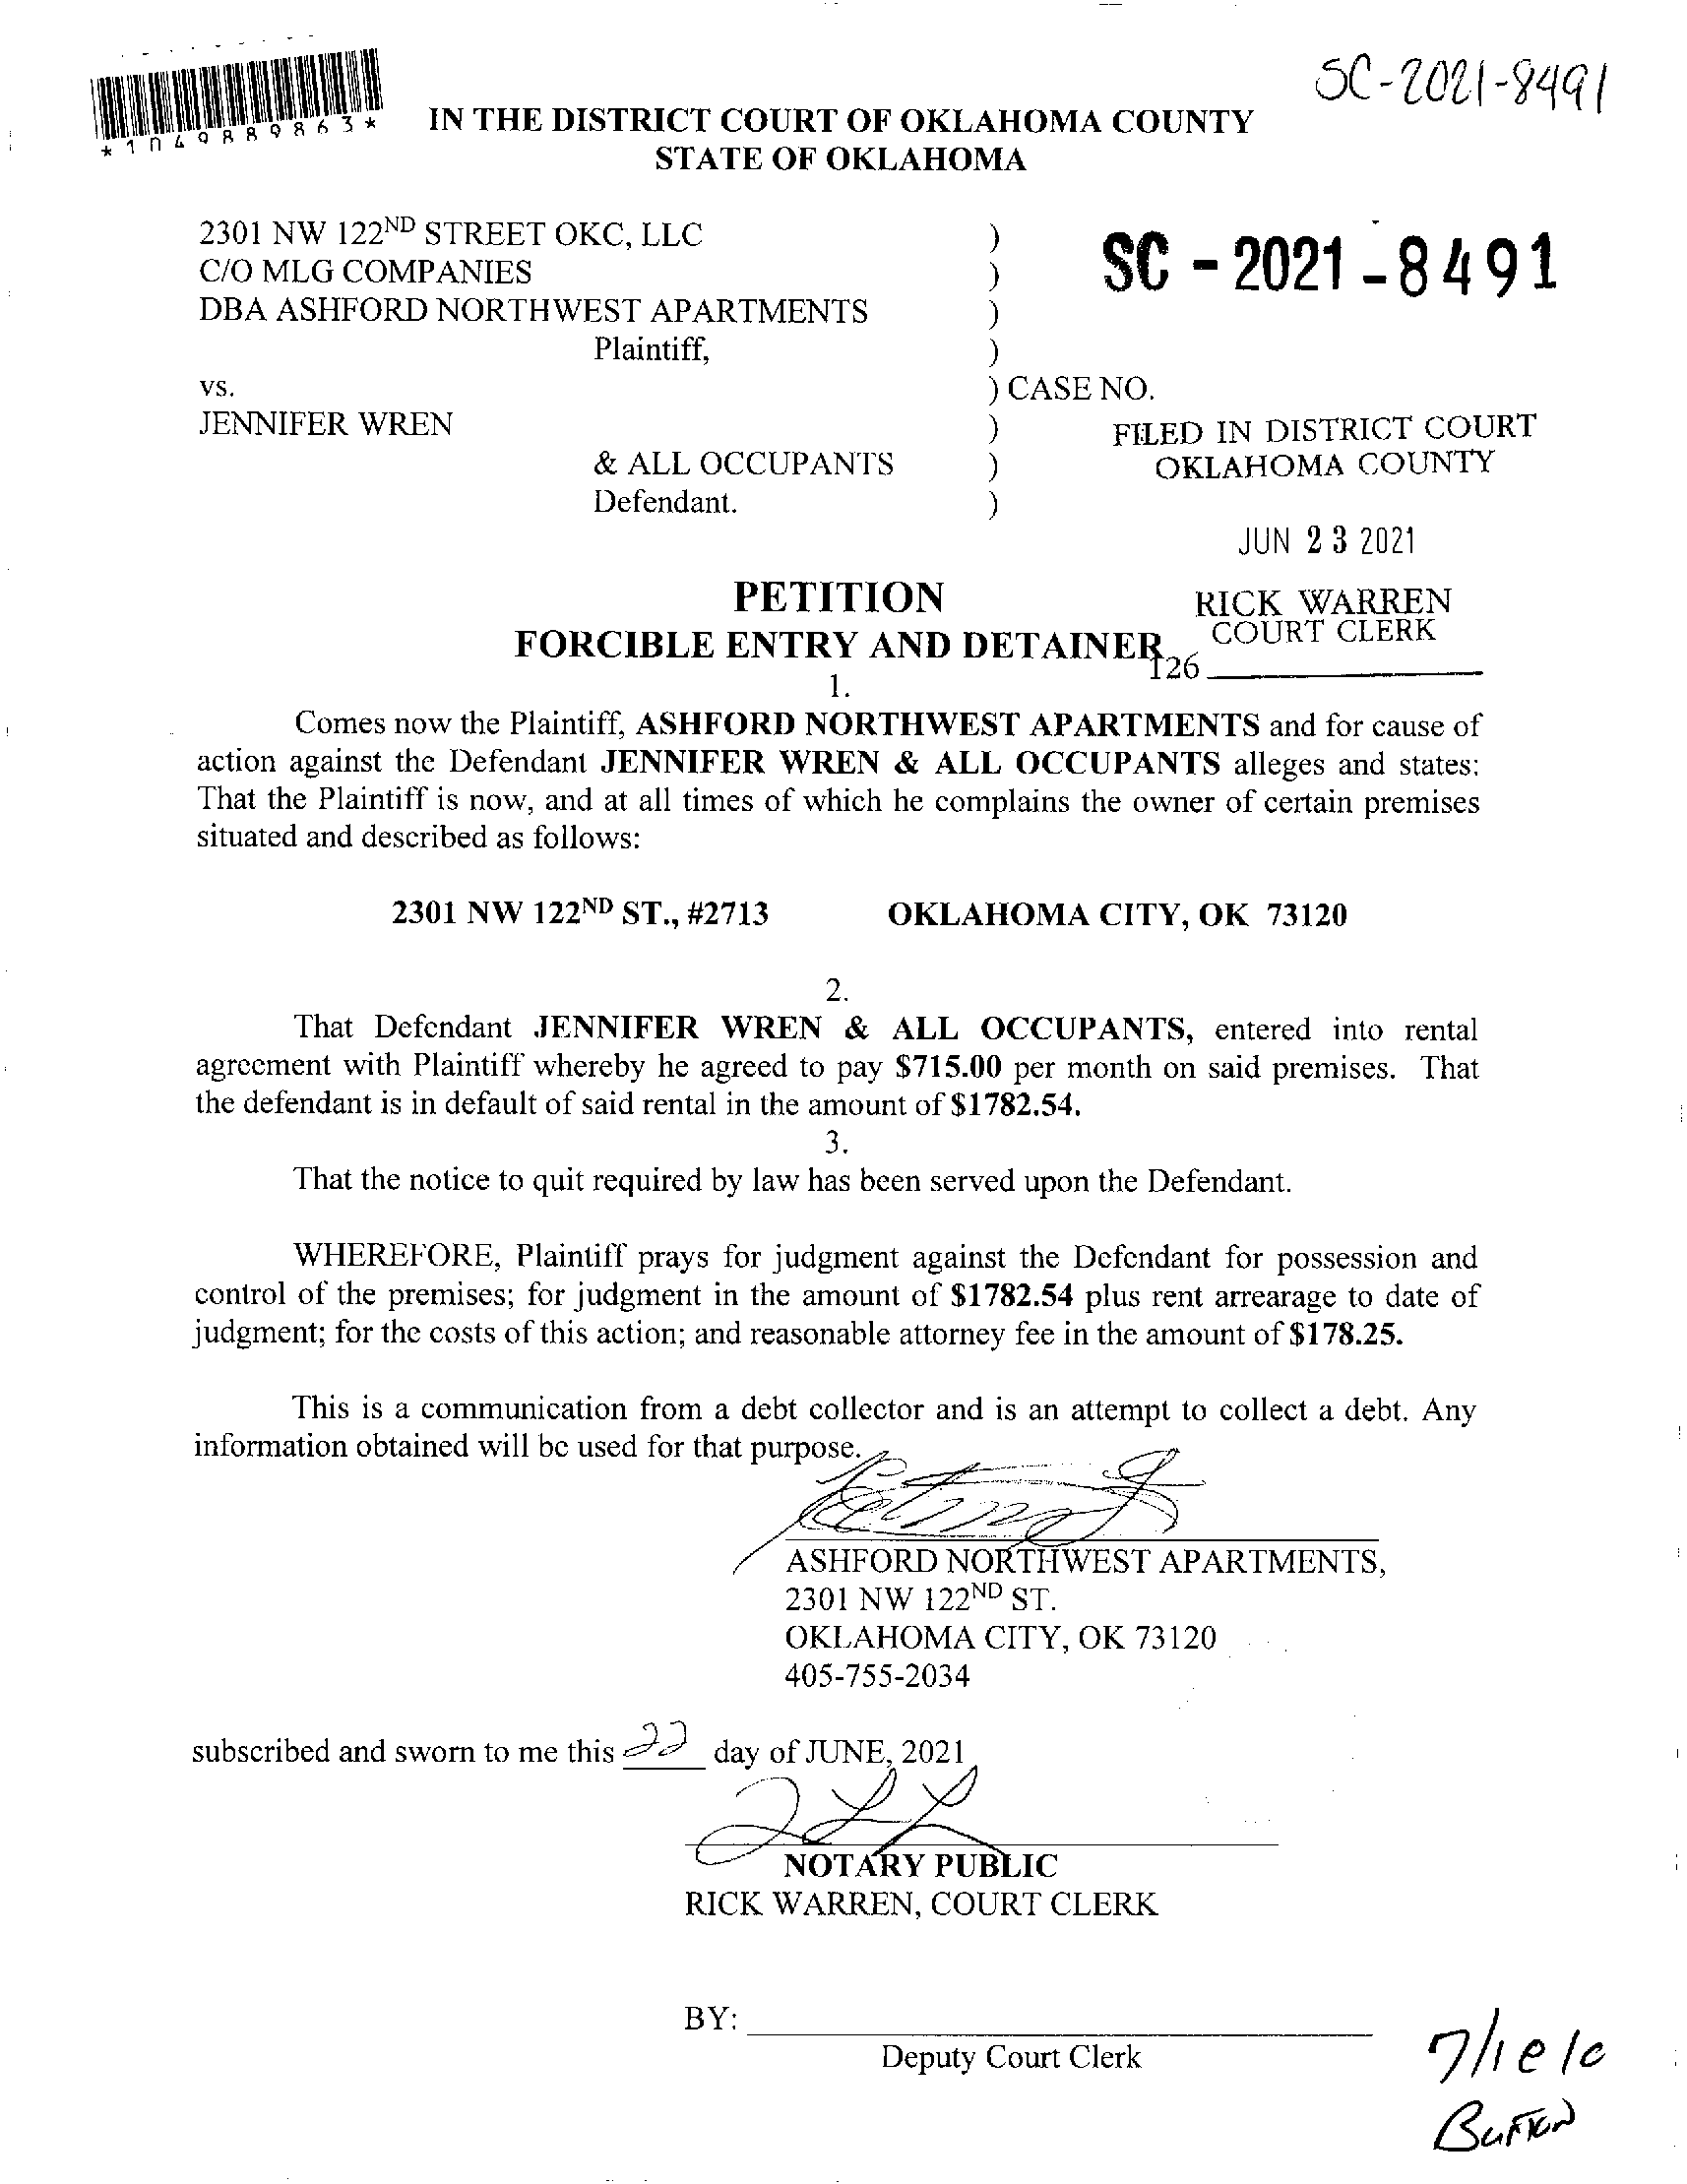 SC-2021-8491
*1049889863*
IN THE DISTRICT COURT OF OKLAHOMA COUNTY
STATE OF OKLAHOMA
2301 NW 122ND STREET OKC, LLC )
C/O MLG COMPANIES ) SC - 2021 - 8491
DBA ASHFORD NORTHWEST APARTMENTS )
Plaintiff, )
vs. ) CASE NO.
JENNIFER WREN )
FILED IN DISTRICT COURT
& ALL OCCUPANTS )
OKLAHOMA COUNTY
Defendant. )
JUN 23 2021
PETITION
RICK WARREN
FORCIBLE ENTRY AND DETAINER
COURT CLERK
126
1.
Comes now the Plaintiff, ASHFORD NORTHWEST APARTMENTS and for cause of
action against the Defendant JENNIFER WREN & ALL OCCUPANTS alleges and states:
That the Plaintiff is now, and at all times of which he complains the owner of certain premises
situated and described as follows:
2301 NW 122ND ST., #2713 OKLAHOMA CITY, OK 73120
2.
That Defendant JENNIFER WREN & ALL OCCUPANTS, entered into rental
agreement with Plaintiff whereby he agreed to pay $715.00 per month on said premises. That
the defendant is in default of said rental in the amount of $1782.54.
3.
That the notice to quit required by law has been served upon the Defendant.
WHEREFORE, Plaintiff prays for judgment against the Defendant for possession and
control of the premises; for judgment in the amount of $1782.54 plus rent arrearage to date of
judgment; for the costs of this action; and reasonable attorney fee in the amount of $178.25.
This is a communication from a debt collector and is an attempt to collect a debt. Any
information obtained will be used for that purpose.
ASHFORD NORTHWEST APARTMENTS,
2301 NW 122ND ST.
OKLAHOMA CITY, OK 73120
405-755-2034
subscribed and sworn to me this 22 day of JUNE, 2021
NOTARY PUBLIC
RICK WARREN, COURT CLERK
BY:
Deputy Court Clerk